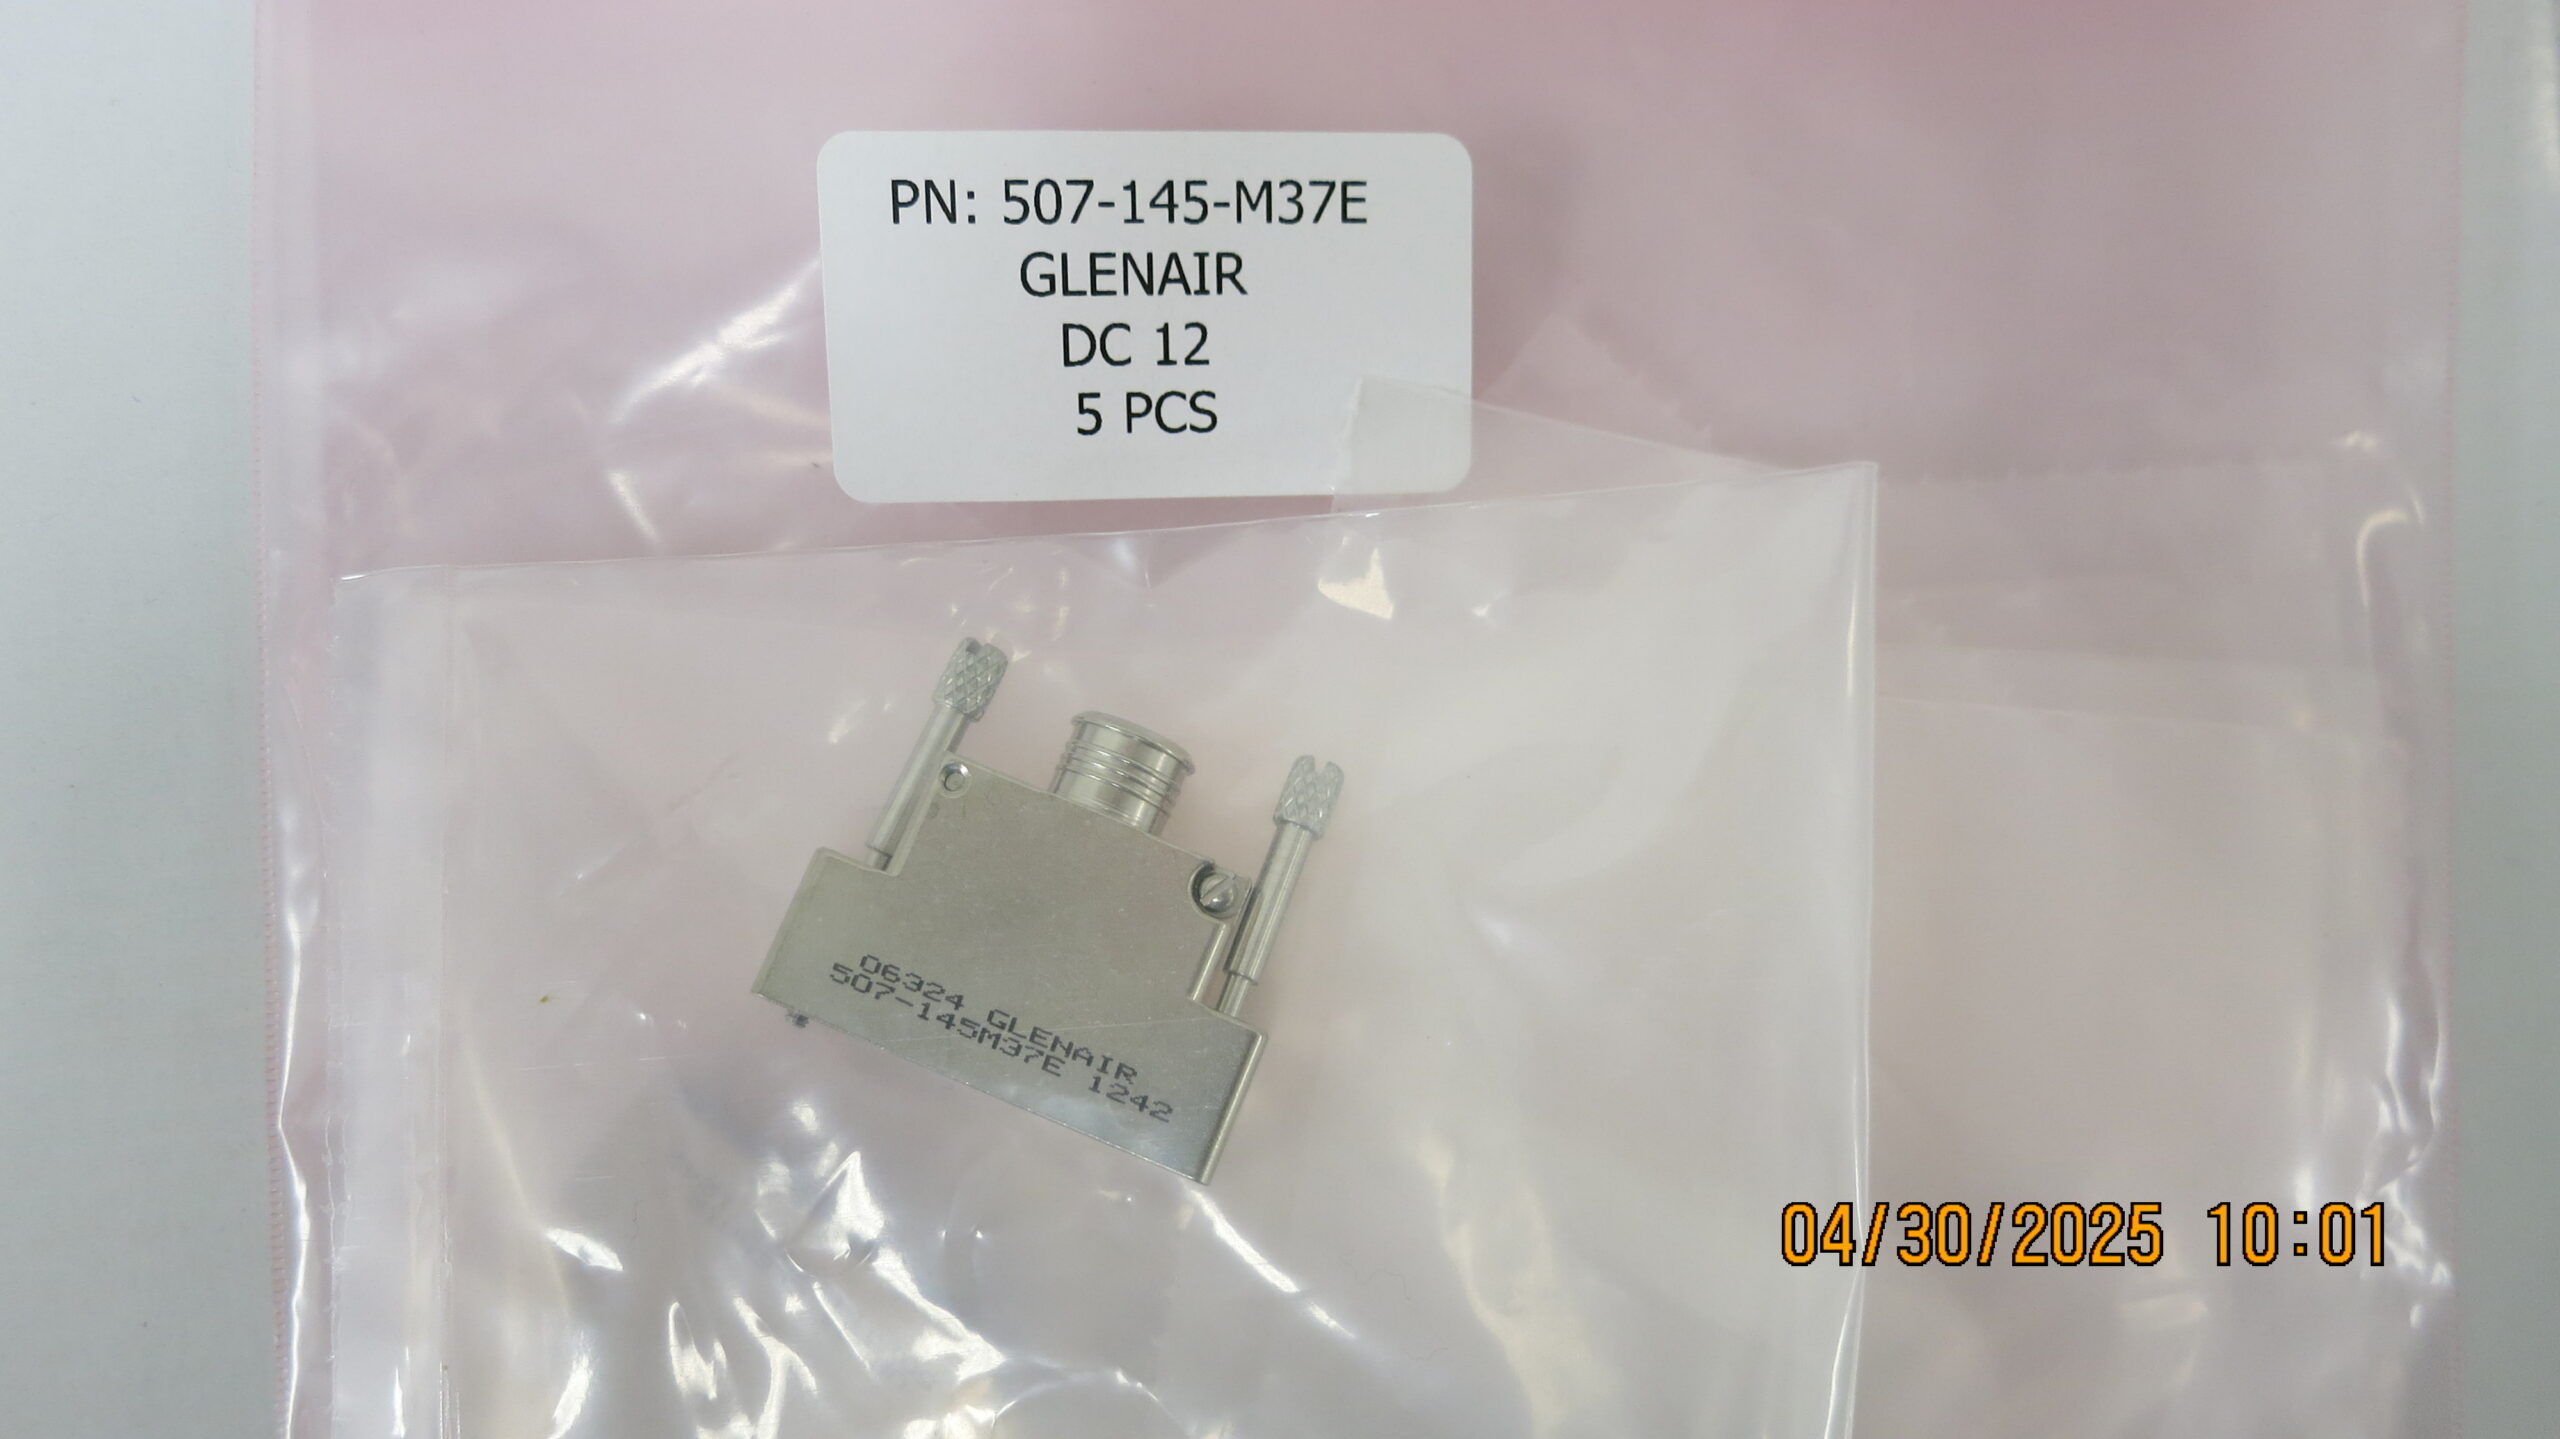 PN: 507-145-M37E
GLENAIR
DC 12
5 PCS
06324 GLENAIR
507-145M37E 1242
04/30/2025 10:01